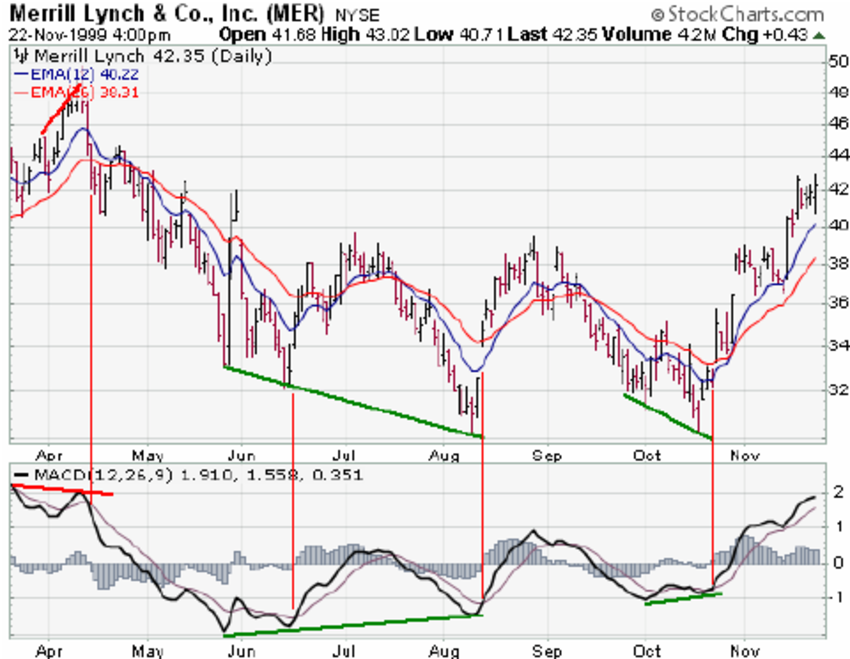 Merrill Lynch & Co., Inc. (MER) NYSE
© StockCharts.com
22-Nov-1999 4:00pm Open 41.68 High 43.02 Low 40.71 Last 42.35 Volume 4.2M Chg +0.43
Merrill Lynch 42.35 (Daily)
EMA(12) 40.22
EMA(26) 38.31
50
48
46
44
42
40
38
36
34
32
Apr May Jun Jul Aug Sep Oct Nov
MACD(12,26,9) 1.910, 1.558, 0.351
2
1
0
-1
Apr May Jun Jul Aug Sep Oct Nov